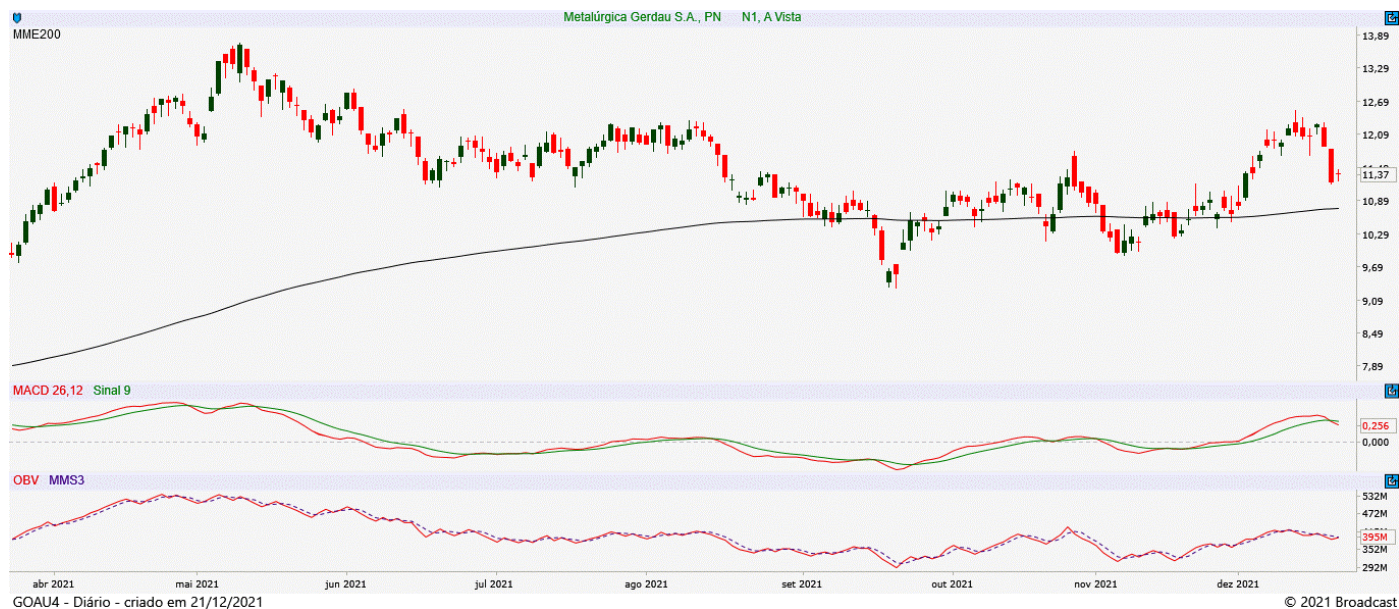 Metalúrgica Gerdau S.A., PN N1, A Vista
MME200
13,89
13,29
12,69
12,09
11,37
10,89
10,29
9,69
9,09
8,49
7,89
MACD 26,12 Sinal 9
0,256
0,000
OBV MMS3
532M
472M
395M
352M
292M
abr 2021 mai 2021 jun 2021 jul 2021 ago 2021 set 2021 out 2021 nov 2021 dez 2021
GOAU4 - Diário - criado em 21/12/2021 © 2021 Broadcast